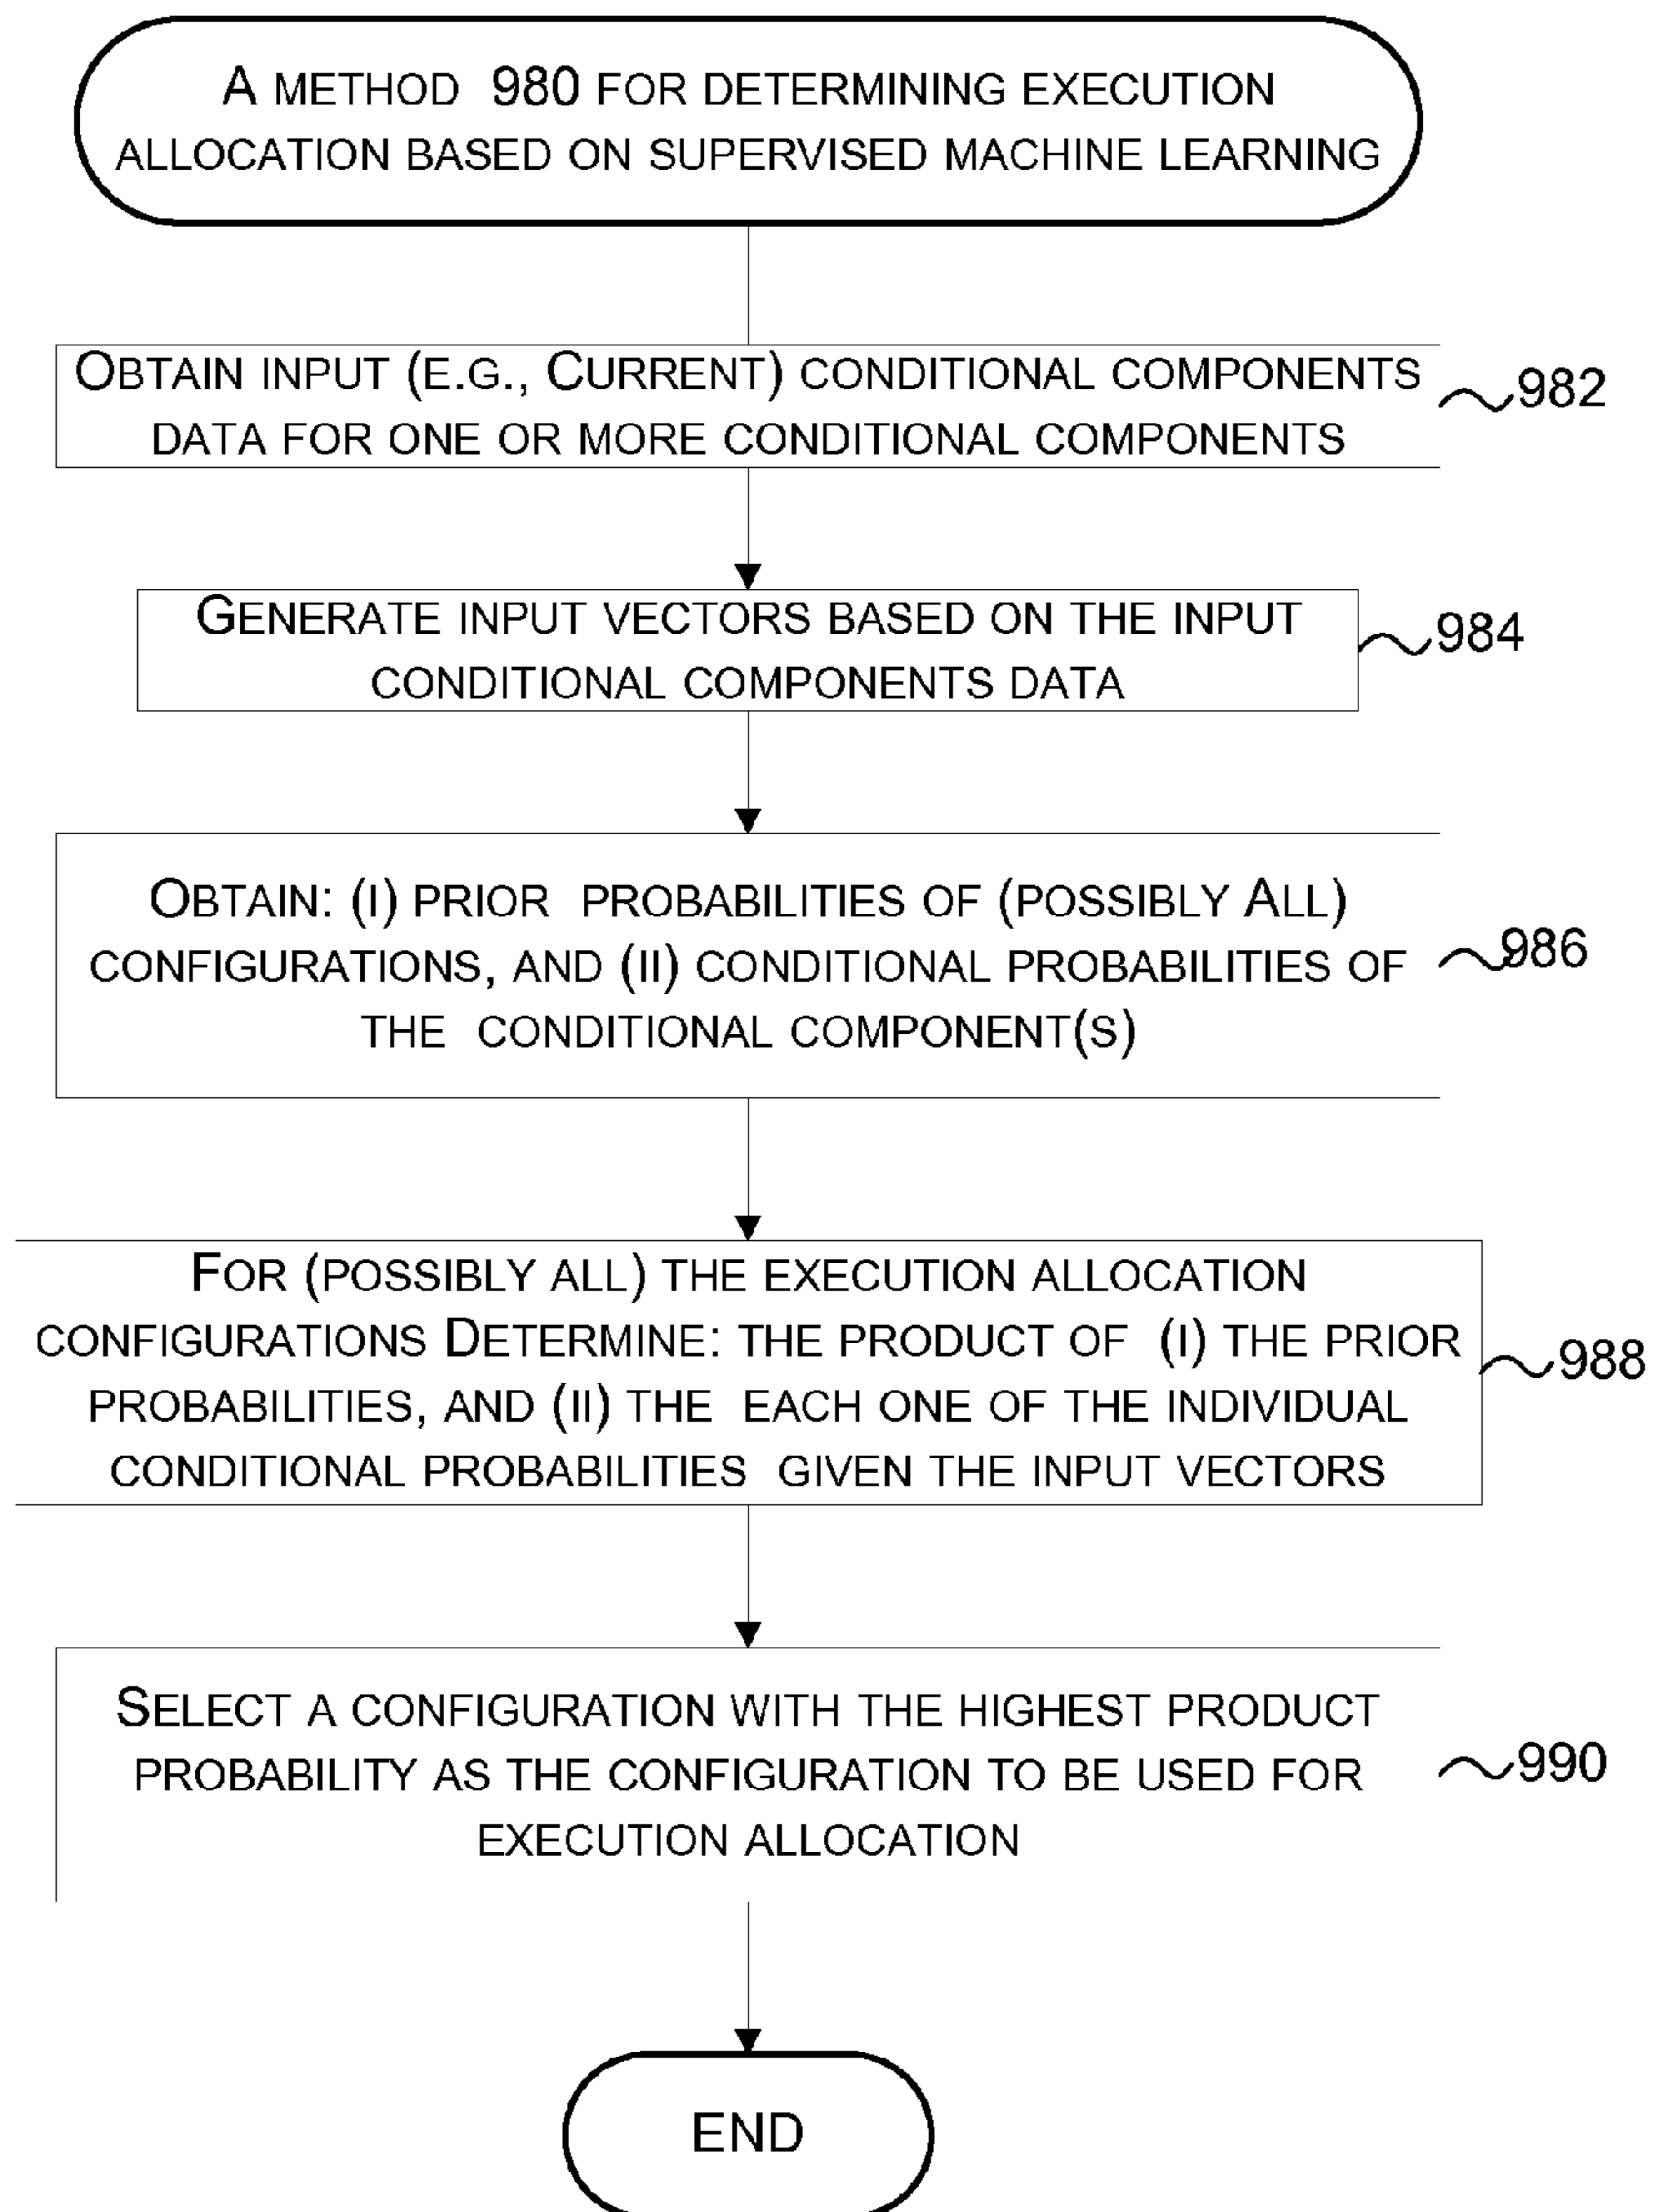 A METHOD 980 FOR DETERMINING EXECUTION
ALLOCATION BASED ON SUPERVISED MACHINE LEARNING
OBTAIN INPUT (E.G., CURRENT) CONDITIONAL COMPONENTS
DATA FOR ONE OR MORE CONDITIONAL COMPONENTS
982
GENERATE INPUT VECTORS BASED ON THE INPUT
CONDITIONAL COMPONENTS DATA
984
OBTAIN: (I) PRIOR PROBABILITIES OF (POSSIBLY ALL)
CONFIGURATIONS, AND (II) CONDITIONAL PROBABILITIES OF
THE CONDITIONAL COMPONENT(S)
986
FOR (POSSIBLY ALL) THE EXECUTION ALLOCATION
CONFIGURATIONS DETERMINE: THE PRODUCT OF (I) THE PRIOR
PROBABILITIES, AND (II) THE EACH ONE OF THE INDIVIDUAL
CONDITIONAL PROBABILITIES GIVEN THE INPUT VECTORS
988
SELECT A CONFIGURATION WITH THE HIGHEST PRODUCT
PROBABILITY AS THE CONFIGURATION TO BE USED FOR
EXECUTION ALLOCATION
990
END